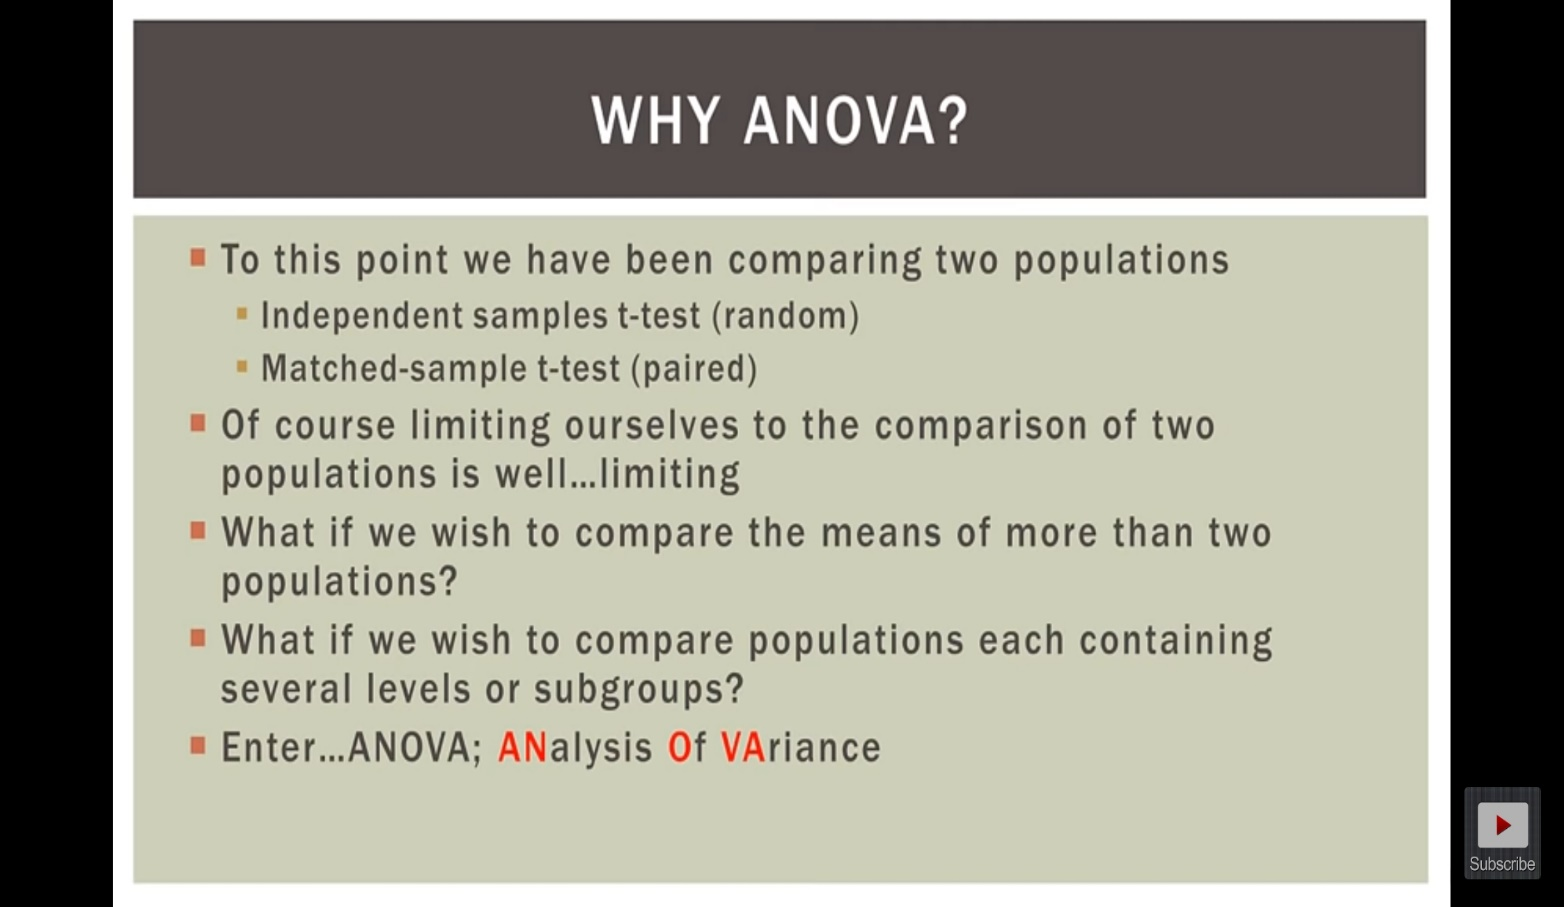 WHY ANOVA?
To this point we have been comparing two populations
Independent samples t-test (random)
Matched-sample t-test (paired)
Of course limiting ourselves to the comparison of two
populations is well...limiting
What if we wish to compare the means of more than two
populations?
What if we wish to compare populations each containing
several levels or subgroups?
Enter...ANOVA; ANalysis Of VAriance
Subscribe